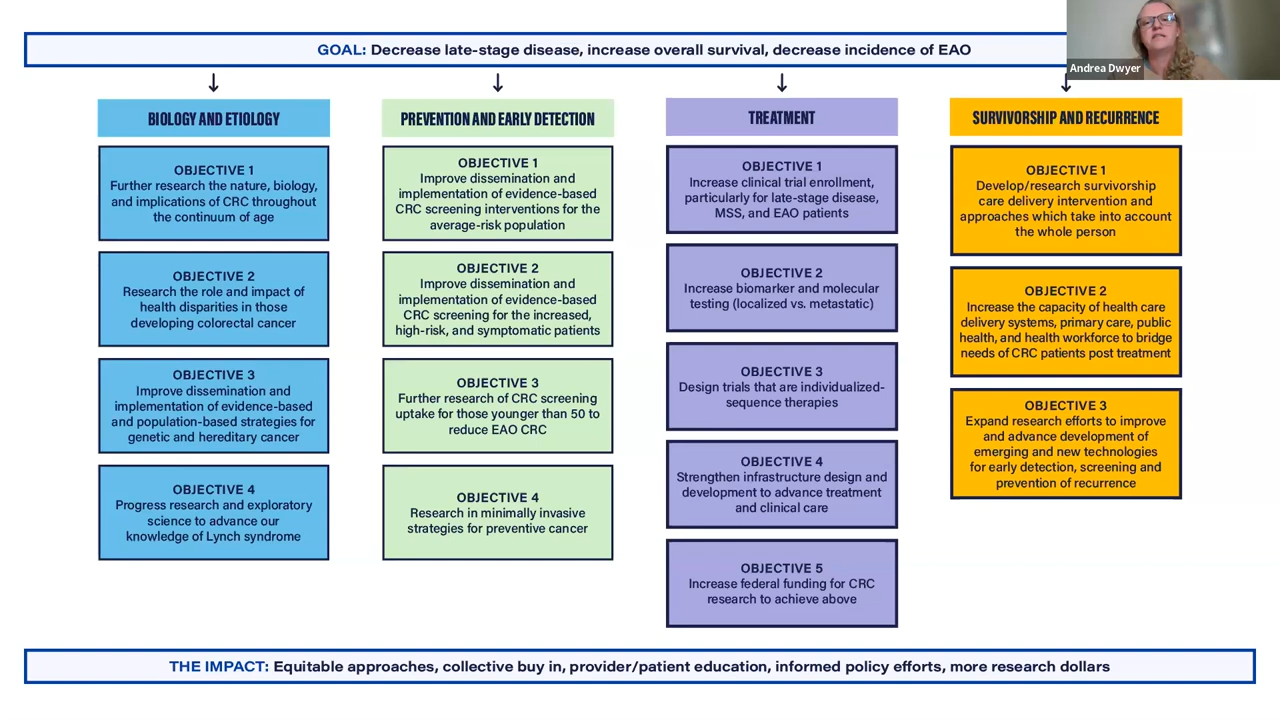 GOAL: Decrease late-stage disease, increase overall survival, decrease incidence of EAO
Andrea Dwyer
BIOLOGY AND ETIOLOGY
OBJECTIVE 1
Further research the nature, biology,
and implications of CRC throughout
the continuum of age
OBJECTIVE 2
Research the role and impact of
health disparities in those
developing colorectal cancer
OBJECTIVE 3
Improve dissemination and
implementation of evidence-based
and population-based strategies for
genetic and hereditary cancer
OBJECTIVE 4
Progress research and exploratory
science to advance our
knowledge of Lynch syndrome
PREVENTION AND EARLY DETECTION
OBJECTIVE 1
Improve dissemination and
implementation of evidence-based
CRC screening interventions for the
average-risk population
OBJECTIVE 2
Improve dissemination and
implementation of evidence-based
CRC screening for the increased,
high-risk, and symptomatic patients
OBJECTIVE 3
Further research of CRC screening
uptake for those younger than 50 to
reduce EAO CRC
OBJECTIVE 4
Research in minimally invasive
strategies for preventive cancer
TREATMENT
OBJECTIVE 1
Increase clinical trial enrollment,
particularly for late-stage disease,
MSS, and EAO patients
OBJECTIVE 2
Increase biomarker and molecular
testing (localized vs. metastatic)
OBJECTIVE 3
Design trials that are individualized-
sequence therapies
OBJECTIVE 4
Strengthen infrastructure design and
development to advance treatment
and clinical care
OBJECTIVE 5
Increase federal funding for CRC
research to achieve above
SURVIVORSHIP AND RECURRENCE
OBJECTIVE 1
Develop/research survivorship
care delivery intervention and
approaches which take into account
the whole person
OBJECTIVE 2
Increase the capacity of health care
delivery systems, primary care, public
health, and health workforce to bridge
needs of CRC patients post treatment
OBJECTIVE 3
Expand research efforts to improve
and advance development of
emerging and new technologies
for early detection, screening and
prevention of recurrence
THE IMPACT: Equitable approaches, collective buy in, provider/patient education, informed policy efforts, more research dollars